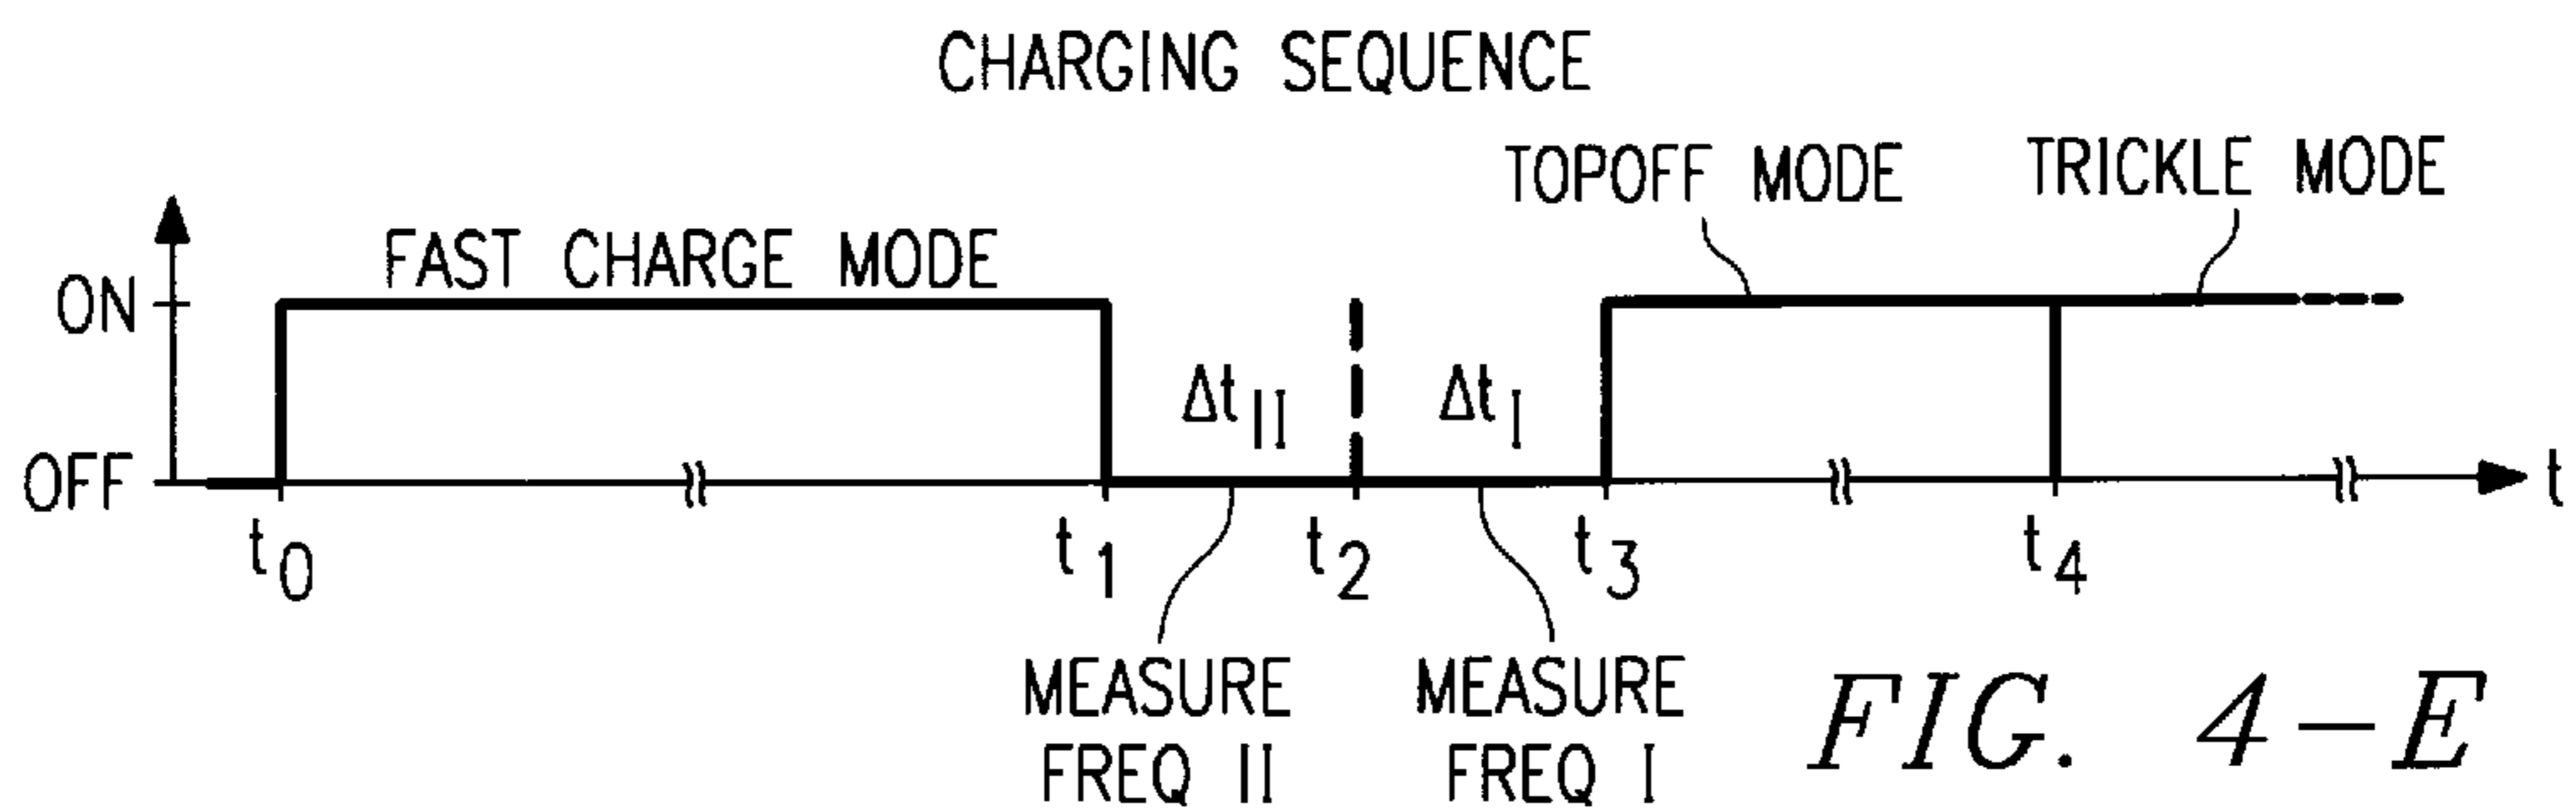 CHARGING SEQUENCE
TOPOFF MODE
TRICKLE MODE
FAST CHARGE MODE
ON
Δt II
Δt I
OFF
t
t0
t1
t2
t3
t4
MEASURE
FREQ II
MEASURE
FREQ I
FIG. 4-E